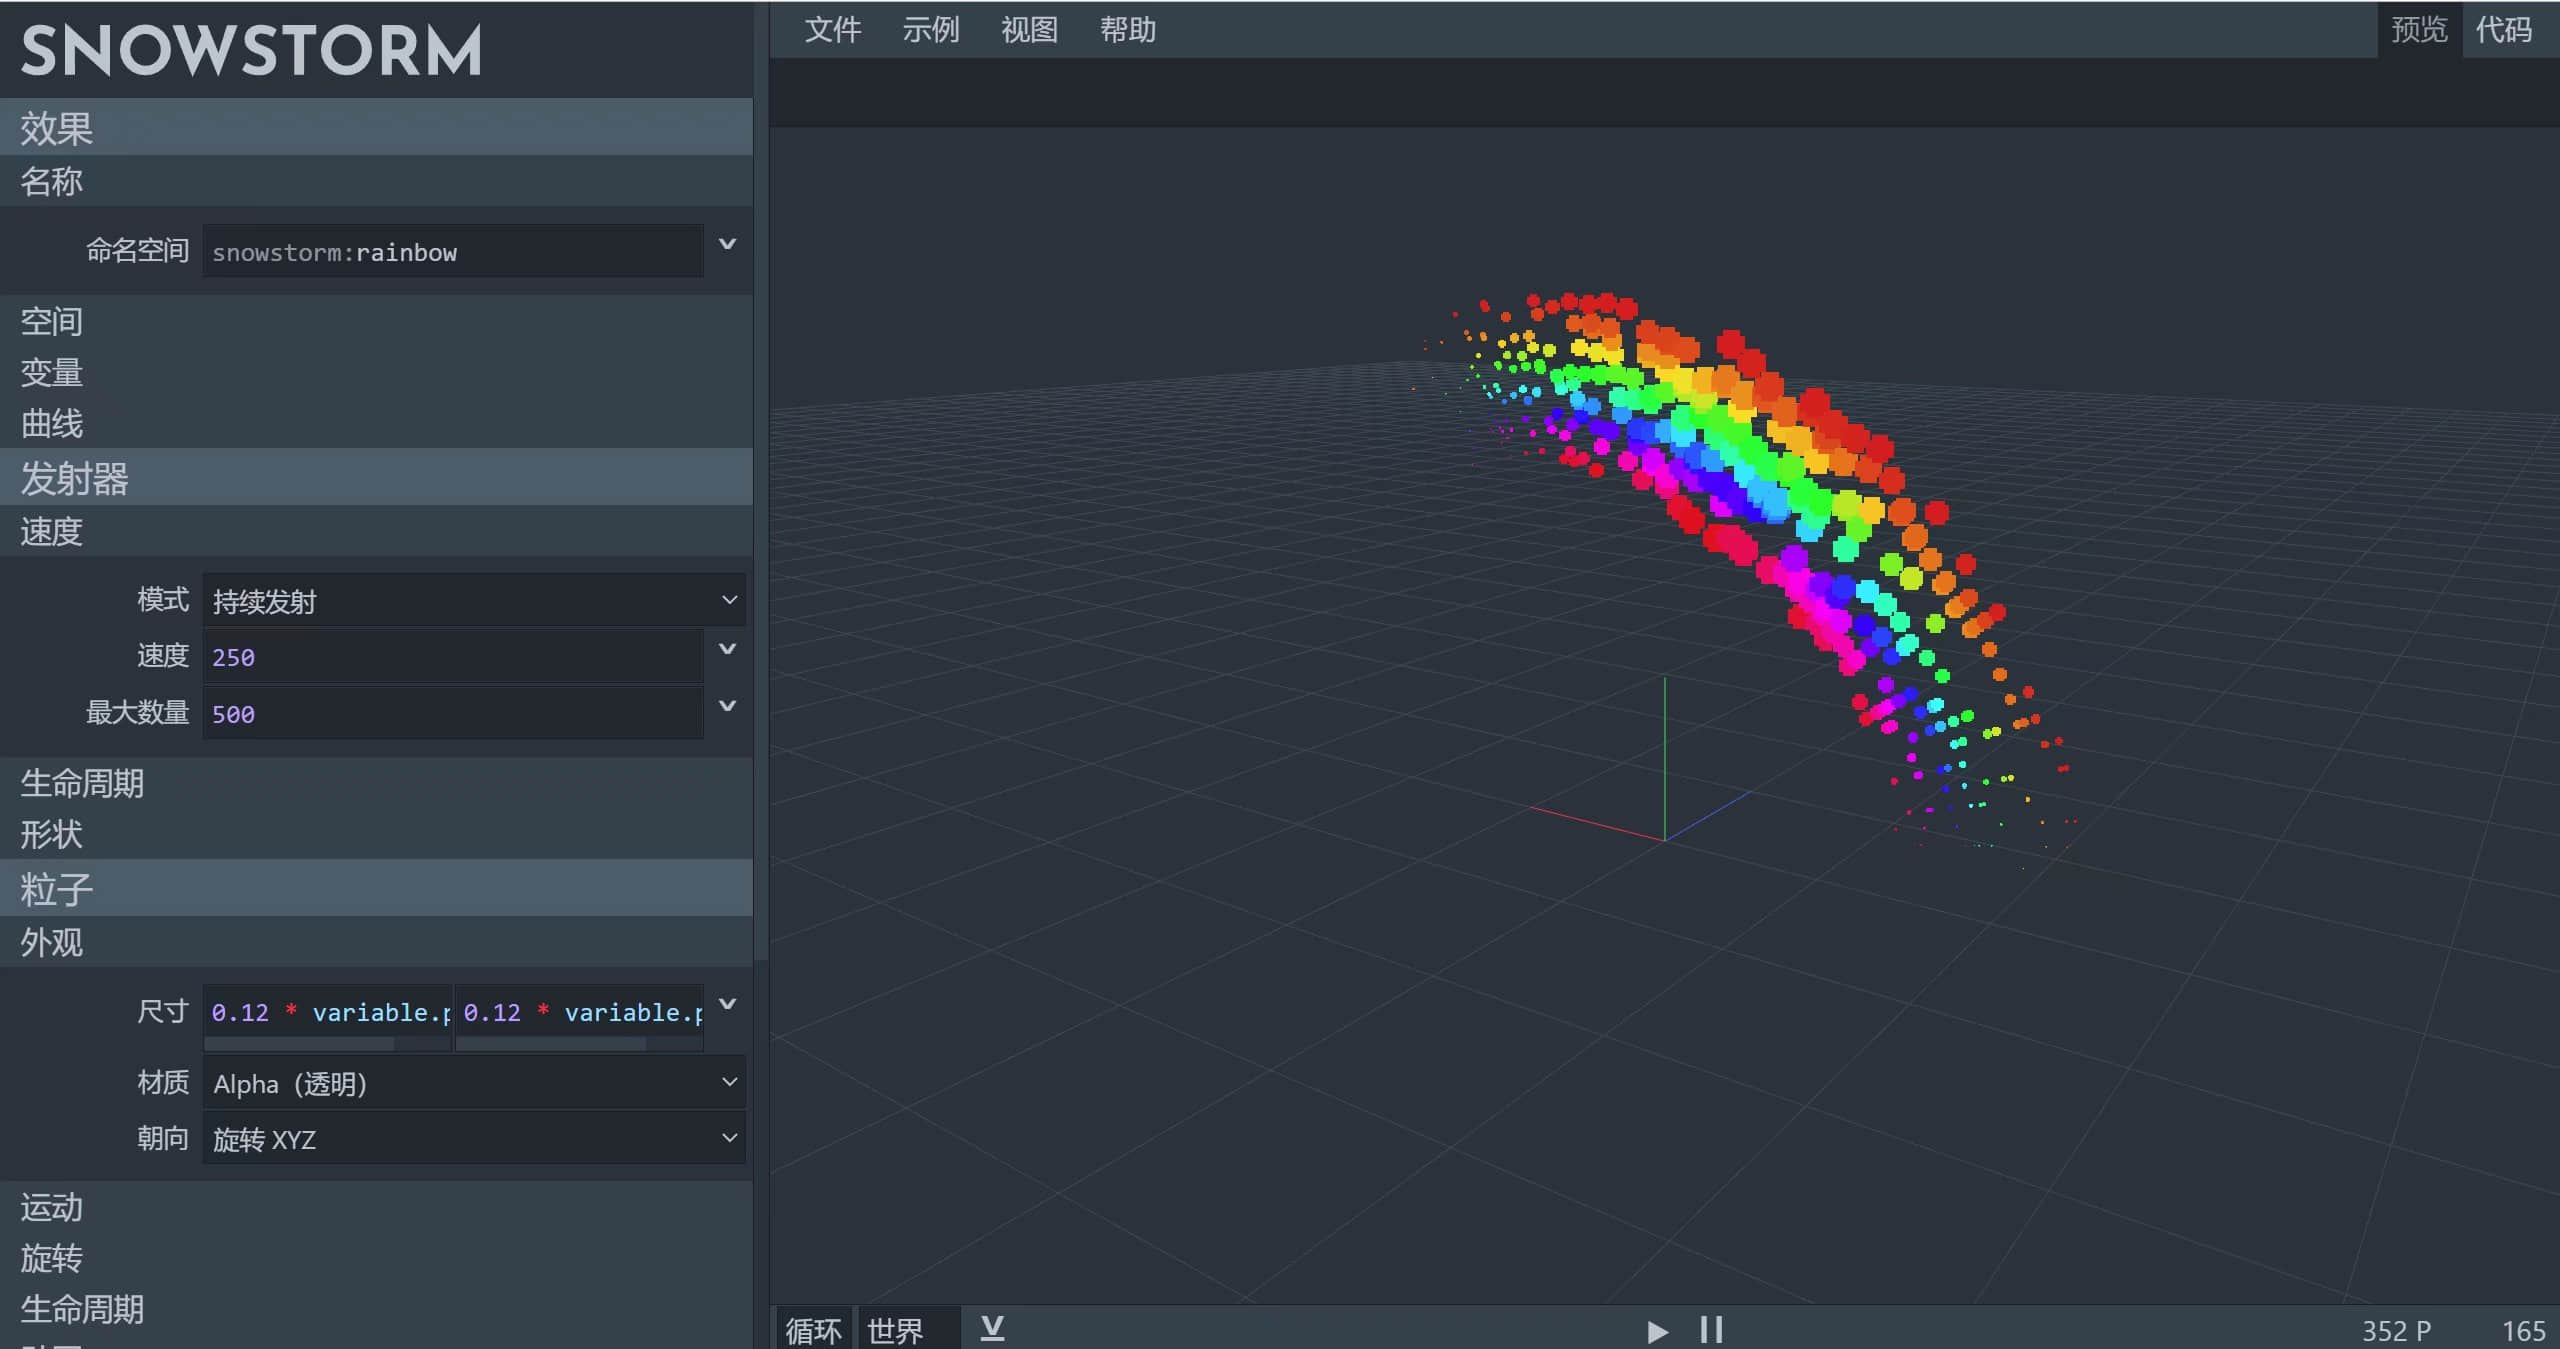 SNOWSTORM
文件 示例 视图 帮助 预览 代码
效果
名称
命名空间 snowstorm:rainbow
空间
变量
曲线
发射器
速度
模式 持续发射
速度 250
最大数量 500
生命周期
形状
粒子
外观
尺寸 0.12 * variable.p 0.12 * variable.p
材质 Alpha（透明）
朝向 旋转 XYZ
运动
旋转
生命周期
循环 世界 352 P 165